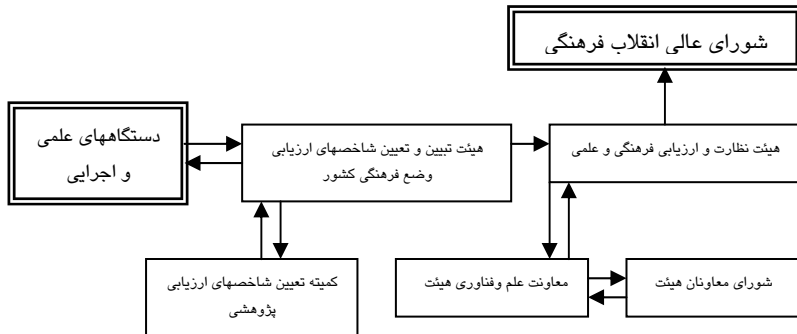 شورای عالی انقلاب فرهنگی
دستگاههای علمی
و اجرایی
هیئت تبیین و تعیین شاخصهای ارزیابی
وضع فرهنگی کشور
هیئت نظارت و ارزیابی فرهنگی و علمی
کمیته تعیین شاخصهای ارزیابی
پژوهشی
معاونت علم وفناوری هیئت
شورای معاونان هیئت